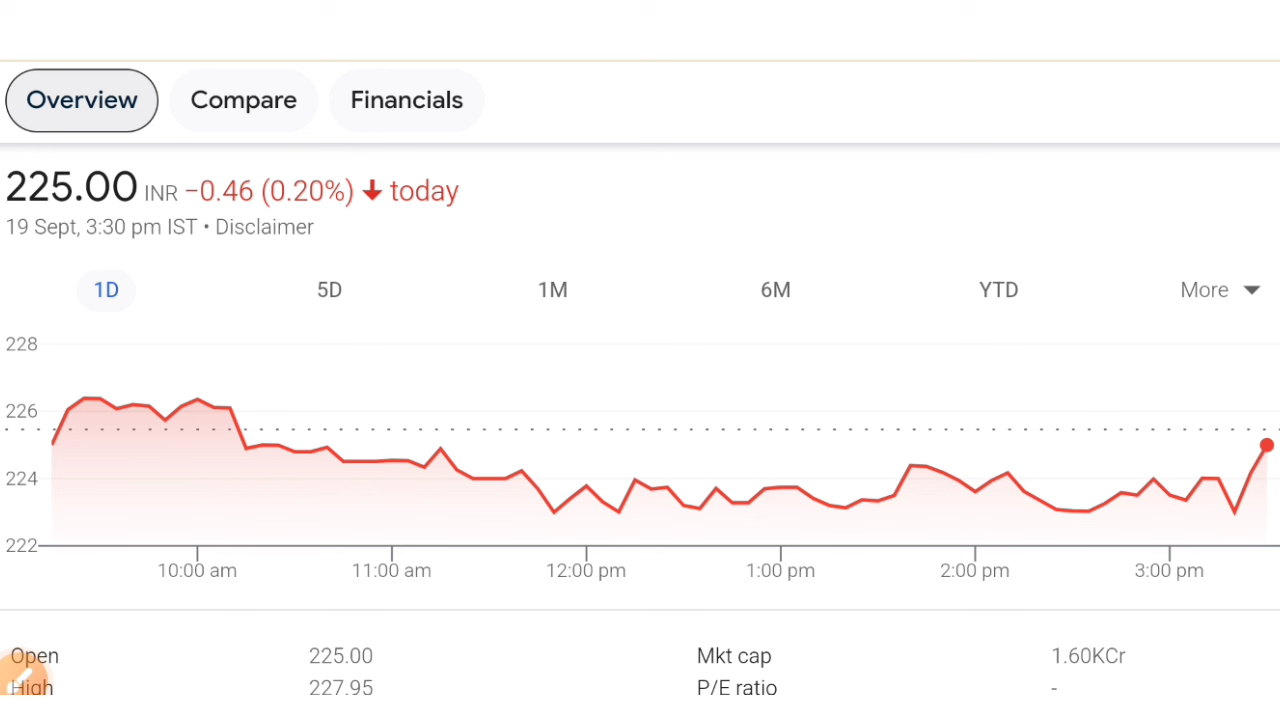 Overview Compare Financials
225.00 INR −0.46 (0.20%) today
19 Sept, 3:30 pm IST • Disclaimer
1D 5D 1M 6M YTD More
228
226
224
222
10:00 am 11:00 am 12:00 pm 1:00 pm 2:00 pm 3:00 pm
Open 225.00 Mkt cap 1.60KCr
High 227.95 P/E ratio -